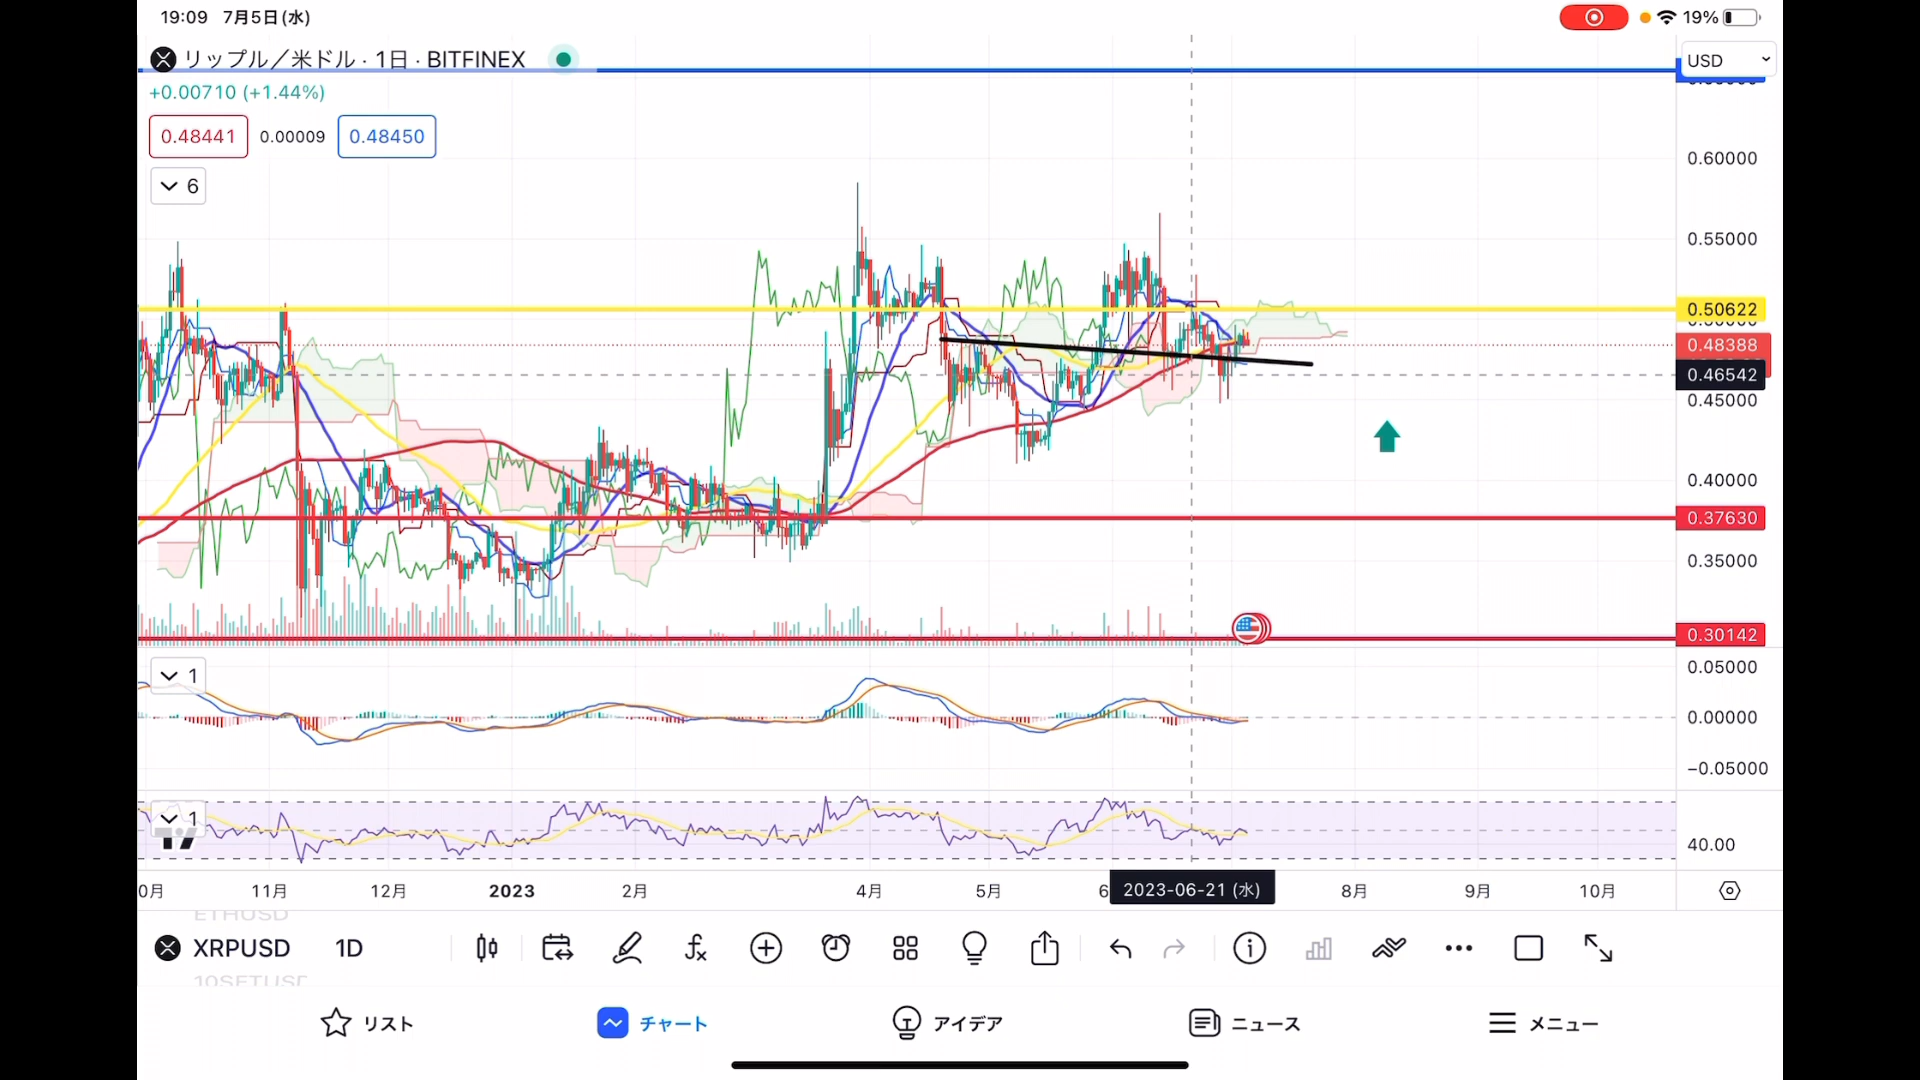 19:09 7月5日(水)
19%
リップル／米ドル · 1日 · BITFINEX
USD
+0.00710 (+1.44%)
0.48441 0.00009 0.48450
6
0.60000
0.55000
0.50622
0.48388
0.46542
0.45000
0.40000
0.37630
0.35000
0.30142
1
0.05000
0.00000
−0.05000
1
40.00
0月 11月 12月 2023 2月 4月 5月 6 2023-06-21 (水) 8月 9月 10月
ETHUSD
XRPUSD 1D
リスト チャート アイデア ニュース メニュー